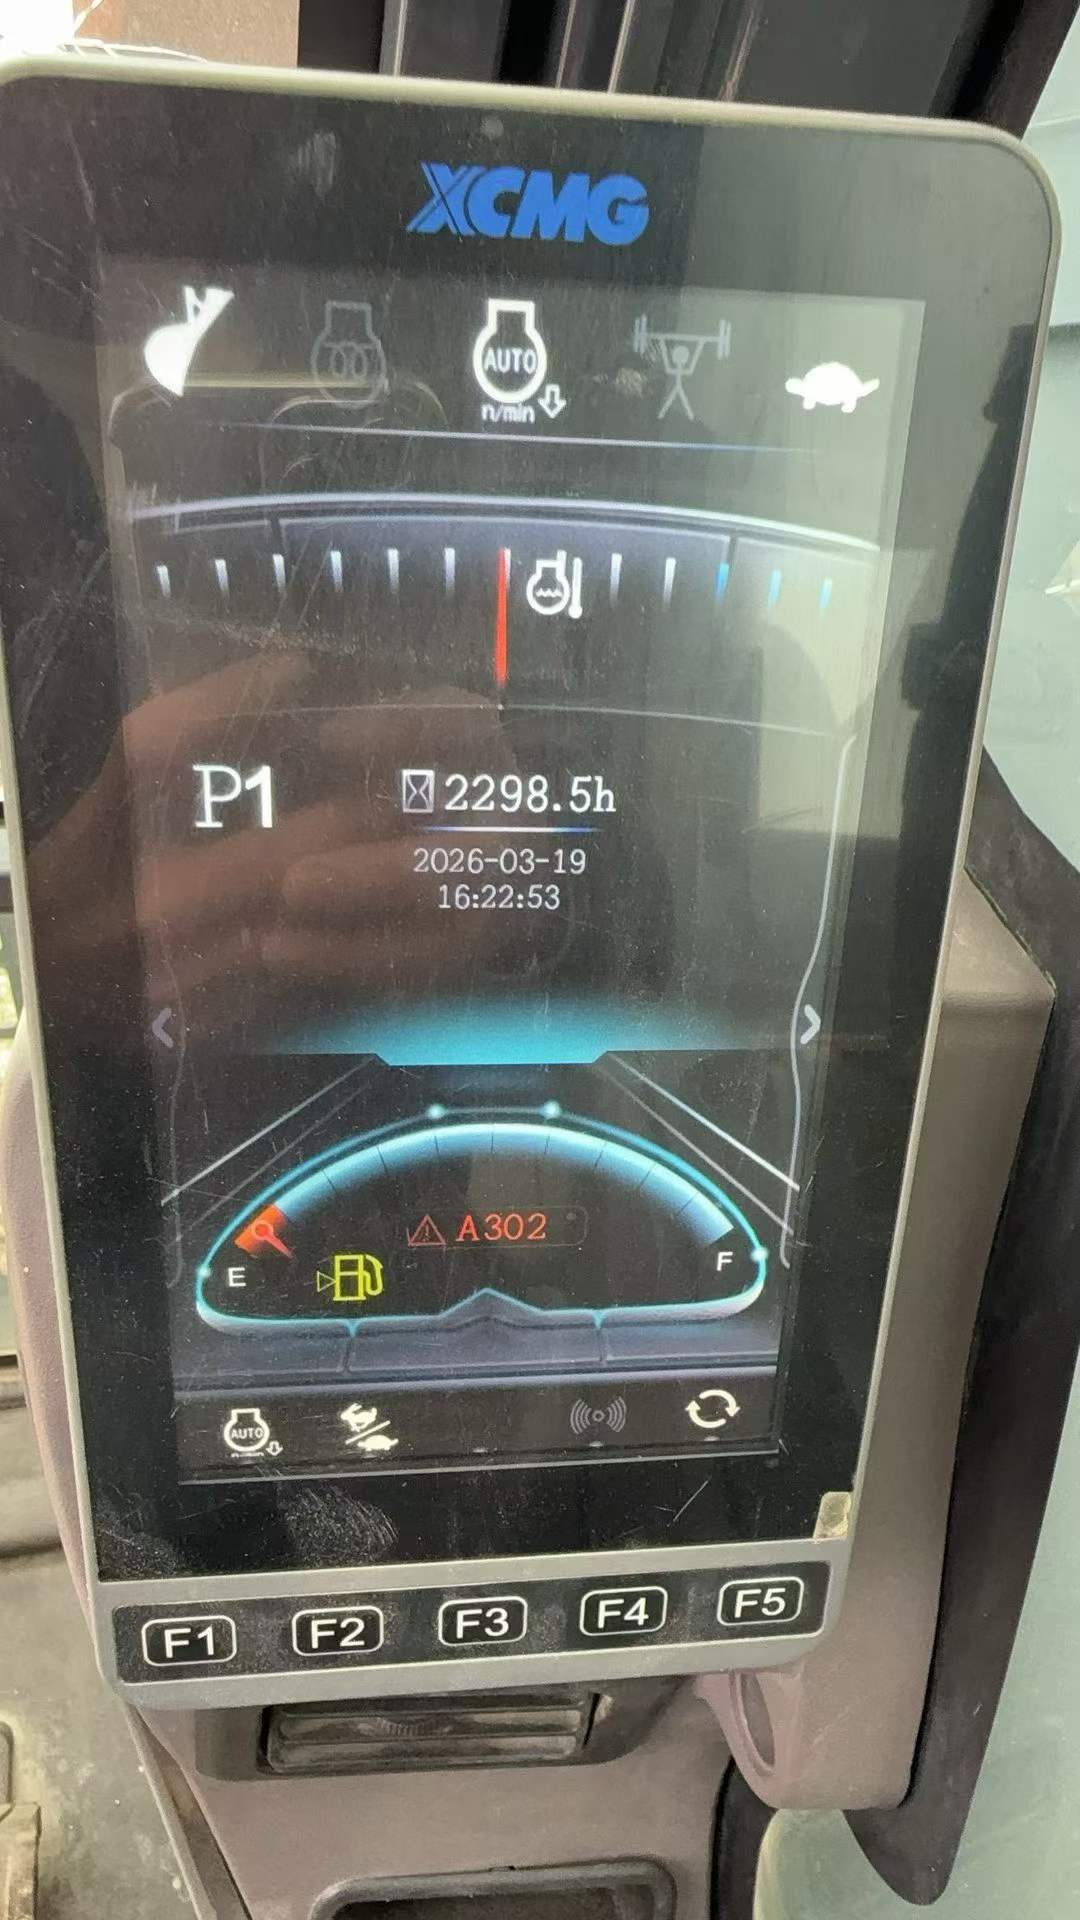 XCMG
AUTO
n/min
P1
2298.5h
2026-03-19
16:22:53
A302
E
F
AUTO
F1
F2
F3
F4
F5